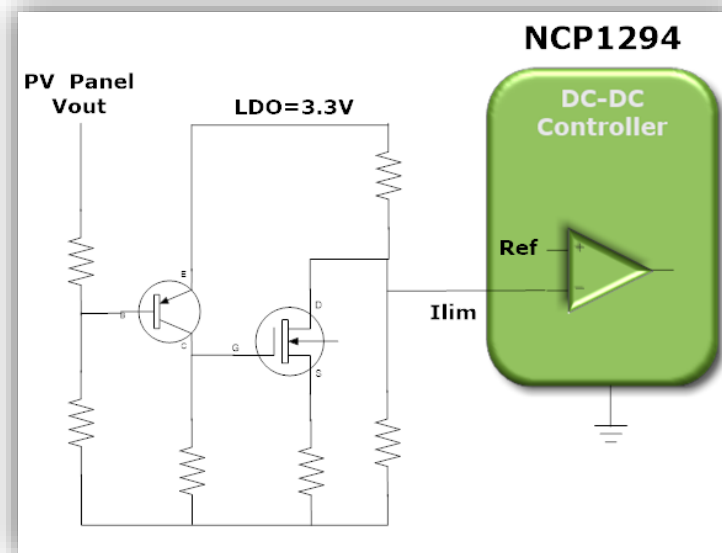 NCP1294
PV Panel
Vout
LDO=3.3V
DC-DC
Controller
E
Ref
+
B
-
Ilim
D
C
G
S